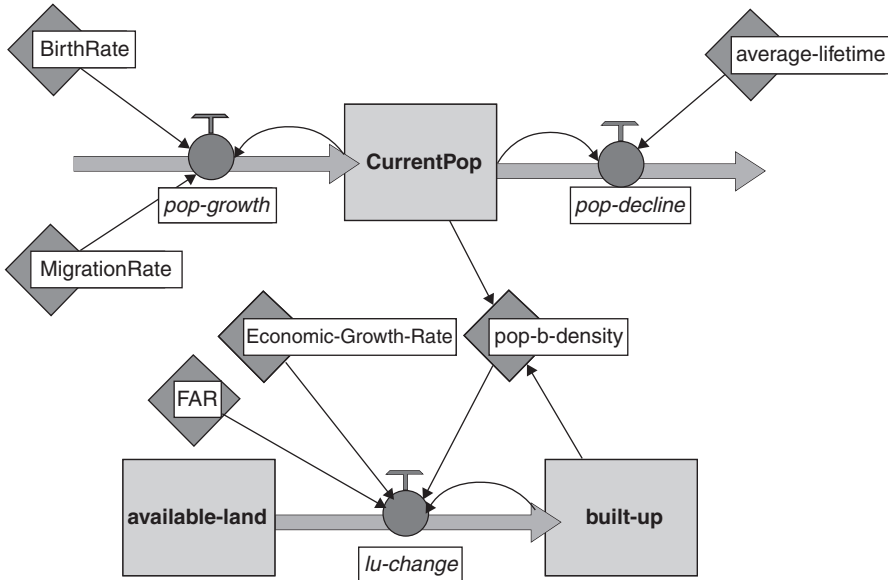 BirthRate
average-lifetime
CurrentPop
pop-growth
pop-decline
MigrationRate
Economic-Growth-Rate
pop-b-density
FAR
available-land
built-up
lu-change